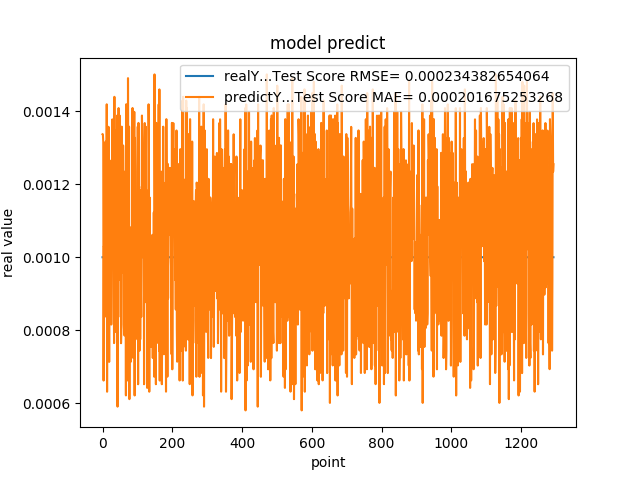 model predict
realY...Test Score RMSE= 0.000234382654064
predictY...Test Score MAE= 0.000201675253268
0.0014
0.0012
0.0010
0.0008
0.0006
real value
0 200 400 600 800 1000 1200
point